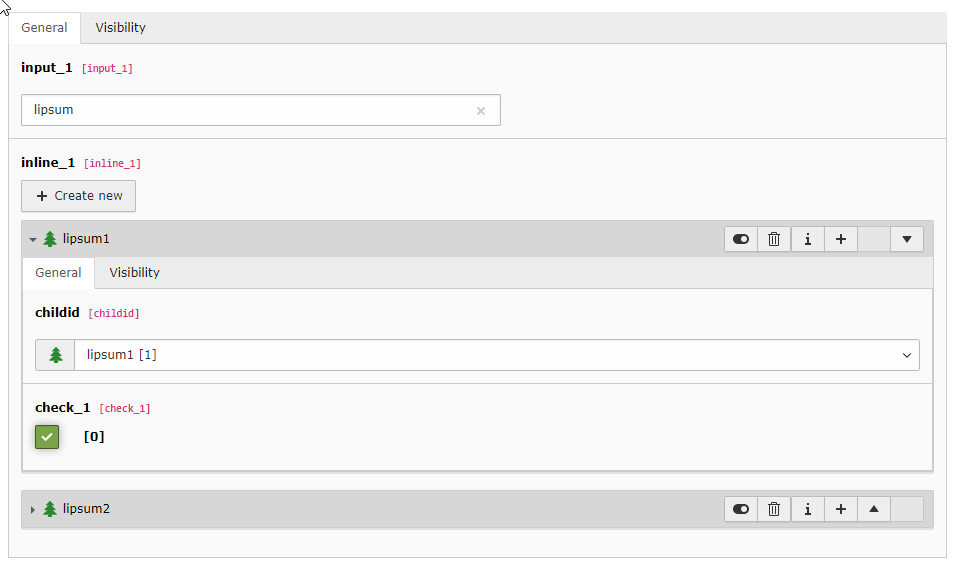 General Visibility
input_1 [input_1]
lipsum
inline_1 [inline_1]
+ Create new
lipsum1
General Visibility
childid [childid]
lipsum1 [1]
check_1 [check_1]
[0]
lipsum2